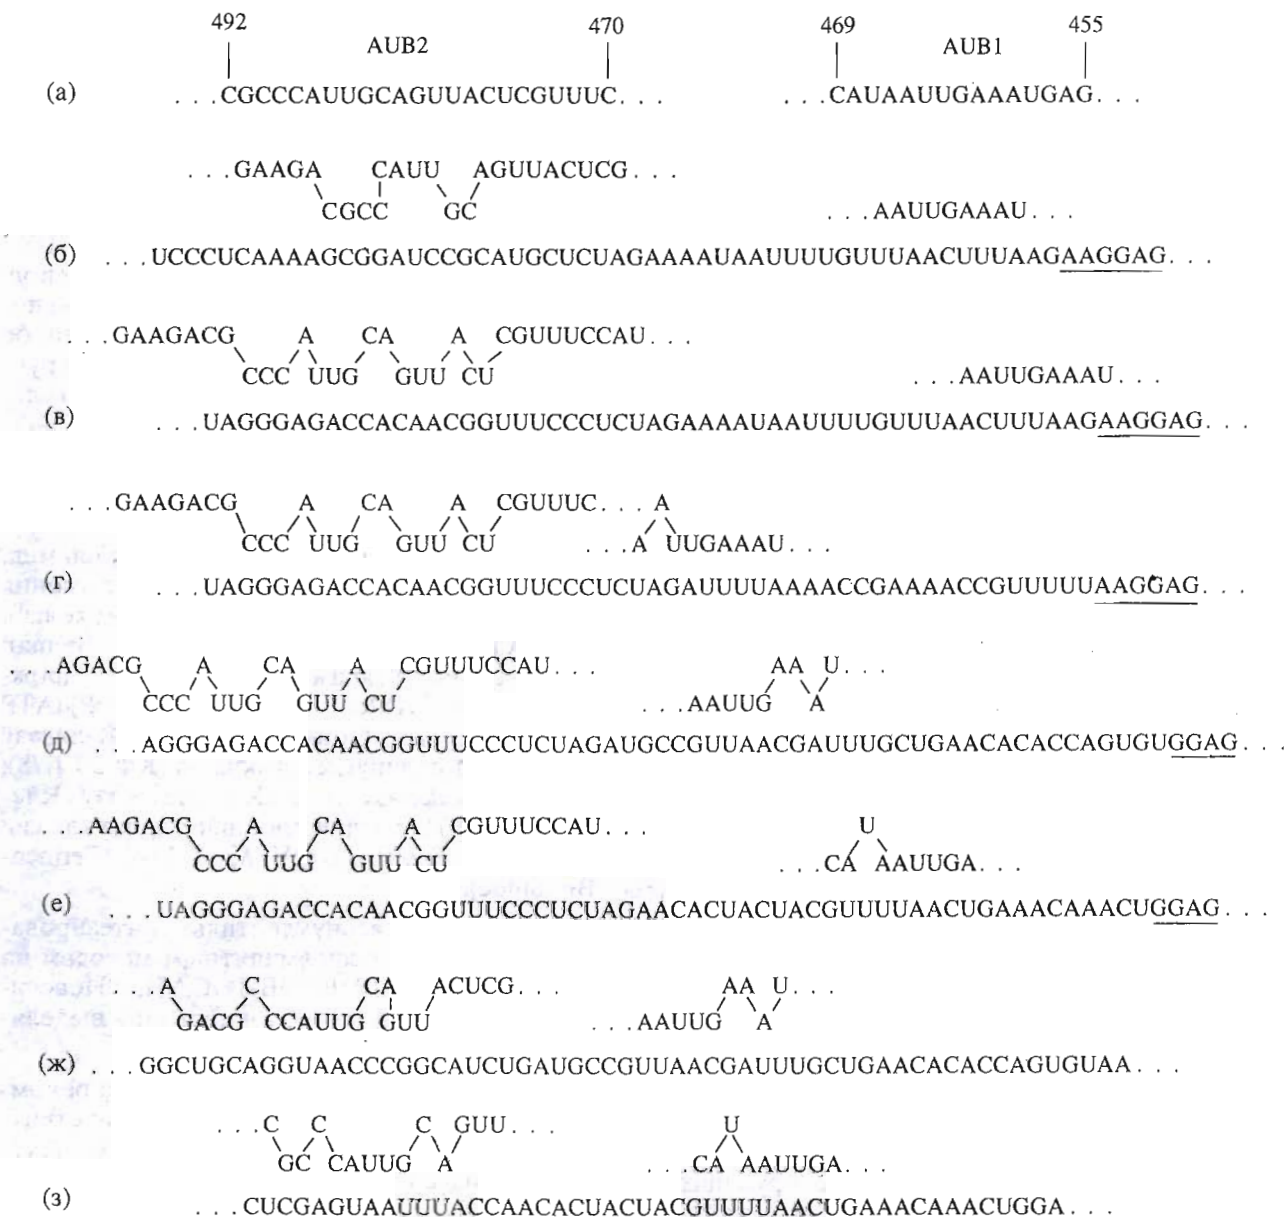 492 470 469 455
AUB2 AUB1
(а) ...CGCCCAUUGCAGUUACUCGUUUC... ...CAUAAUUGAAAUGAG...
...GAAGA CAUU AGUUACUCG...
CGCC GC ...AAUUGAAAU...
(б) ...UCCCUCAAAAGCGGAUCCGCAUGCUCUAGAAAAUAAUUUUGUUUAACUUUAAGAAGGAG...
...GAAGACG A CA A CGUUUCCAU...
CCC UUG GUU CU ...AAUUGAAAU...
(в) ...UAGGGAGACCACAACGGUUUCCCUCUAGAAAAUAAUUUUGUUUAACUUUAAGAAGGAG...
...GAAGACG A CA A CGUUUC... A
CCC UUG GUU CU ...A UUGAAAU...
(г) ...UAGGGAGACCACAACGGUUUCCCUCUAGAUUUUAAAACCGAAAACCGUUUUUAAGGAG...
...AGACG A CA A CGUUUCCAU... AA U...
CCC UUG GUU CU ...AAUUG A
(д) ...AGGGAGACCACAACGGUUUCCCUCUAGAUGCCGUUAACGAUUUGCUGAACACACCAGUGUGGAG...
...AAGACG A CA A CGUUUCCAU... U
CCC UUG GUU CU ...CA AAUUGA...
(е) ...UAGGGAGACCACAACGGUUUCCCUCUAGAACACUACUACGUUUUAACUGAAACAAACUGGAG...
...A C CA ACUCG... AA U...
GACG CCAUUG GUU ...AAUUG A
(ж) ...GGCUGCAGGUAACCCGGCAUCUGAUGCCGUUAACGAUUUGCUGAACACACCAGUGUAA...
...C C C GUU... U
GC CAUUG A ...CA AAUUGA...
(з) ...CUCGAGUAAUUUACCAACACUACUACGUUUUAACUGAAACAAACUGGA...